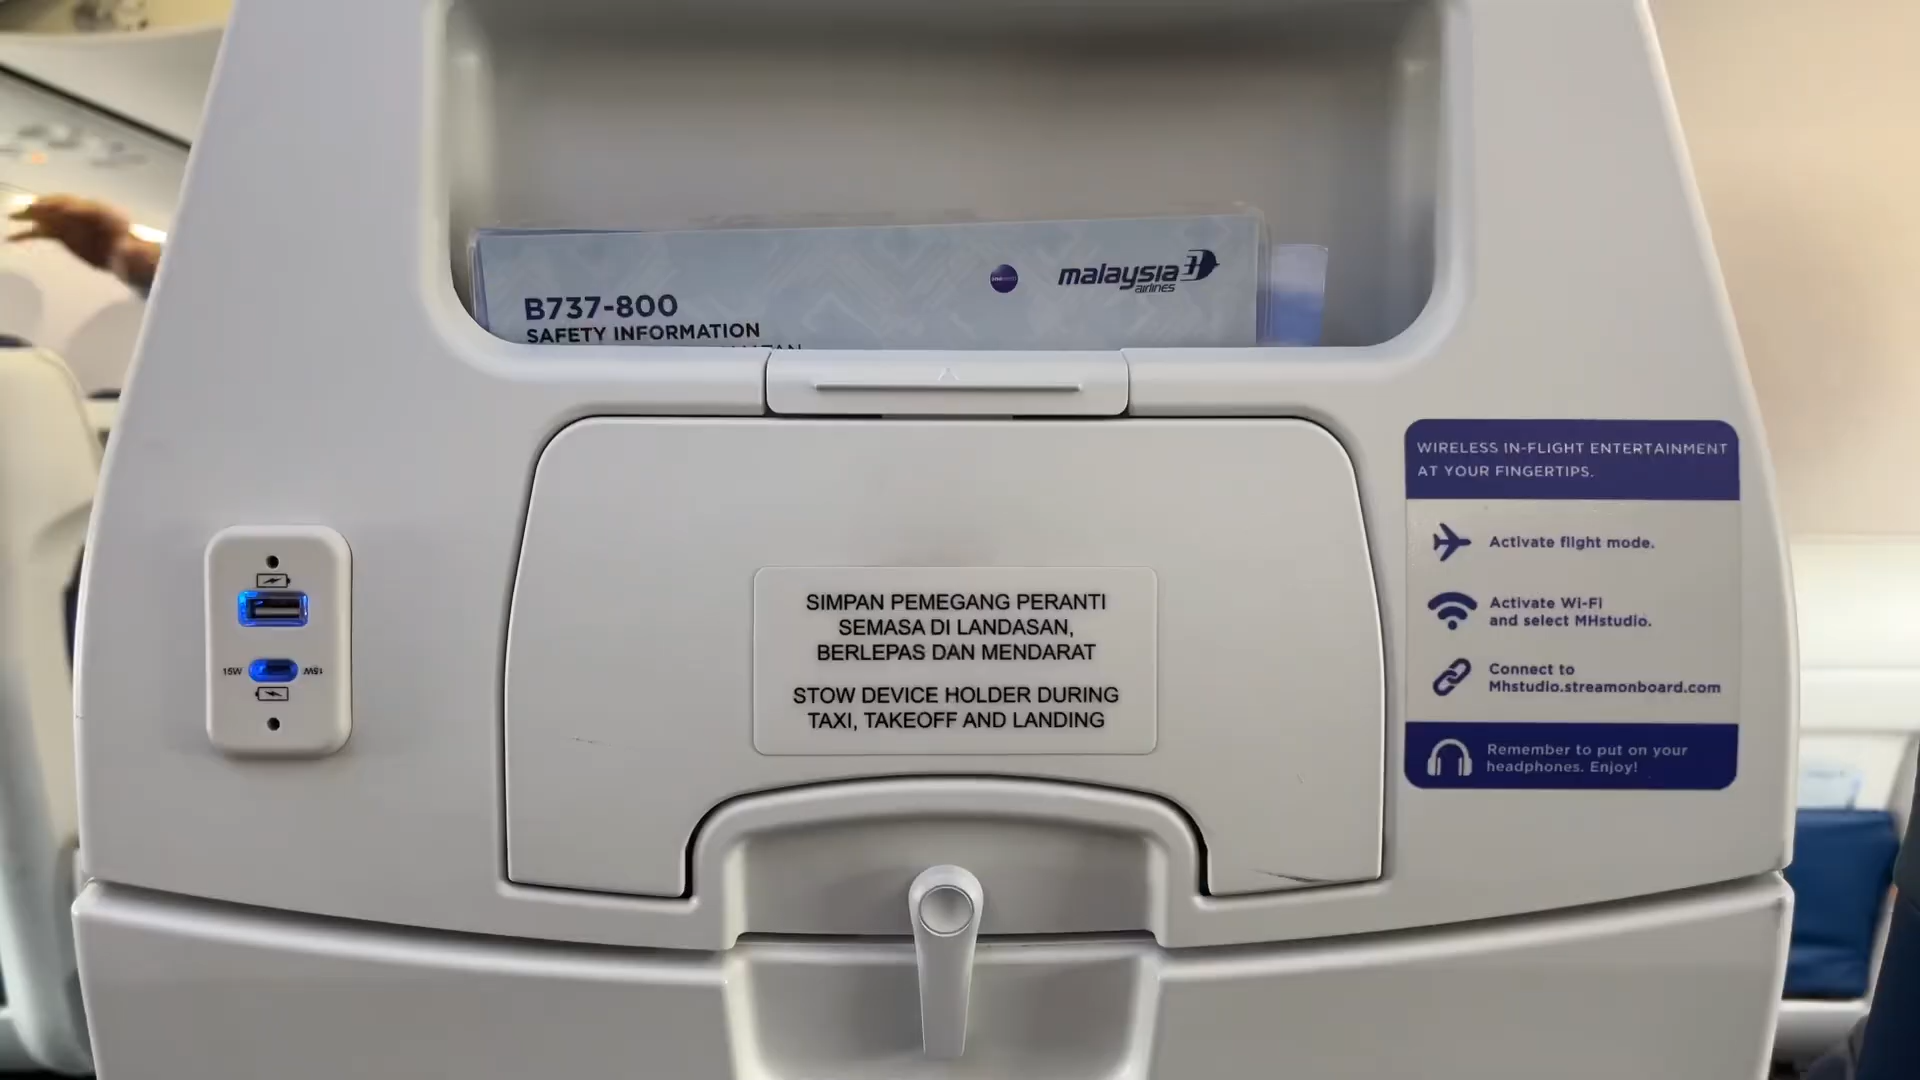 B737-800
SAFETY INFORMATION
malaysia
airlines
WIRELESS IN-FLIGHT ENTERTAINMENT
AT YOUR FINGERTIPS.
Activate flight mode.
Activate Wi-Fi
and select MHstudio.
Connect to
Mhstudio.streamonboard.com
Remember to put on your
headphones. Enjoy!
15W
15W
SIMPAN PEMEGANG PERANTI
SEMASA DI LANDASAN,
BERLEPAS DAN MENDARAT
STOW DEVICE HOLDER DURING
TAXI, TAKEOFF AND LANDING